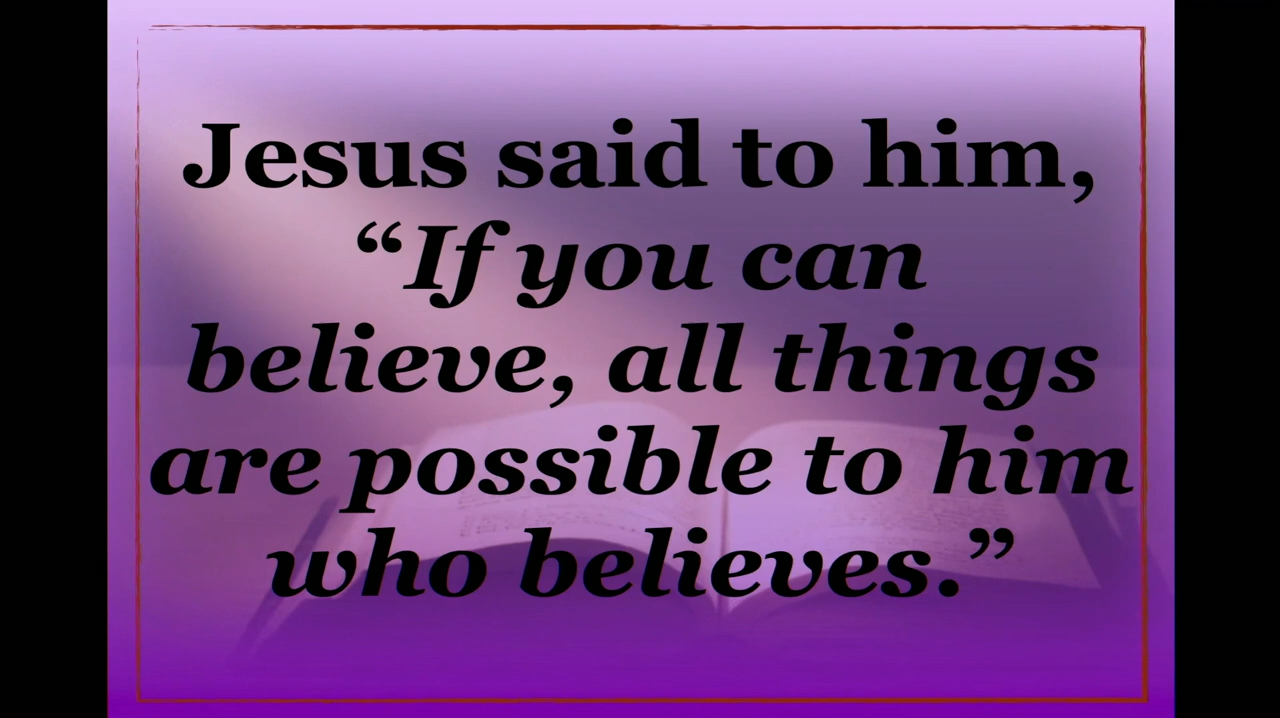 Jesus said to him,
“If you can
believe, all things
are possible to him
who believes.”